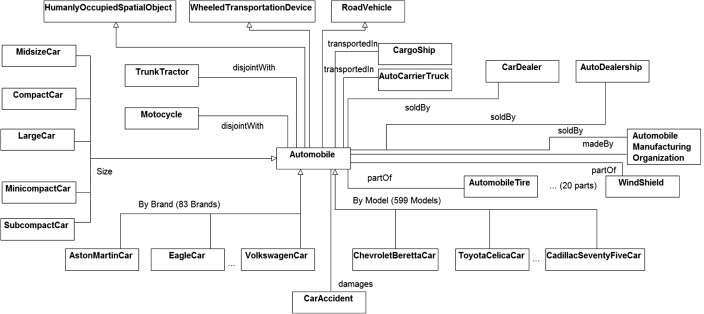 HumanlyOccupiedSpatialObject
WheeledTransportationDevice
RoadVehicle
MidsizeCar
transportedIn
CargoShip
TrunkTractor
disjointWith
transportedIn
AutoCarrierTruck
CarDealer
AutoDealership
CompactCar
Motocycle
disjointWith
soldBy
soldBy
LargeCar
soldBy
madeBy
Automobile
Manufacturing
Organization
Automobile
Size
partOf
partOf
MinicompactCar
AutomobileTire
... (20 parts)
WindShield
By Brand (83 Brands)
By Model (599 Models)
SubcompactCar
AstonMartinCar
EagleCar
...
VolkswagenCar
ChevroletBerettaCar
ToyotaCelicaCar
...
CadillacSeventyFiveCar
damages
CarAccident